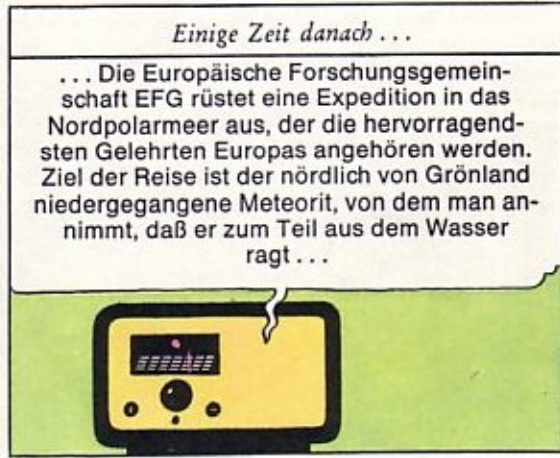 Einige Zeit danach ...
... Die Europäische Forschungsgemein-
schaft EFG rüstet eine Expedition in das
Nordpolarmeer aus, der die hervorragend-
sten Gelehrten Europas angehören werden.
Ziel der Reise ist der nördlich von Grönland
niedergegangene Meteorit, von dem man an-
nimmt, daß er zum Teil aus dem Wasser
ragt ...